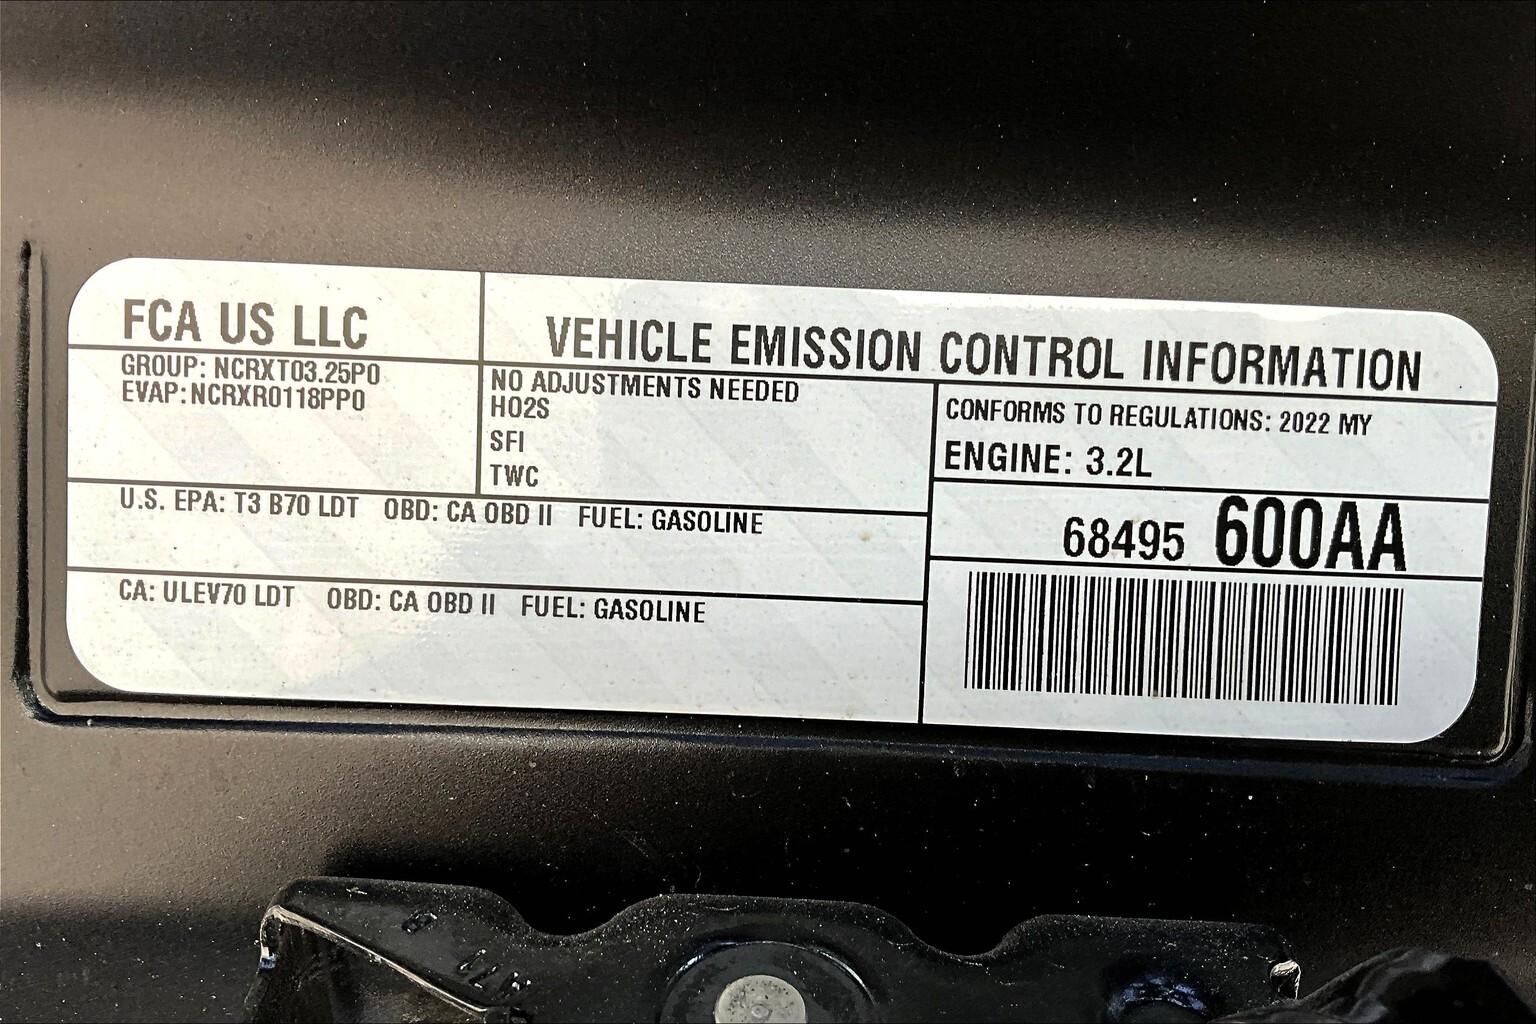 FCA US LLC
VEHICLE EMISSION CONTROL INFORMATION
GROUP: NCRXT03.25P0
EVAP: NCRXR0118PP0
NO ADJUSTMENTS NEEDED
HO2S
SFI
TWC
CONFORMS TO REGULATIONS: 2022 MY
ENGINE: 3.2L
U.S. EPA: T3 B70 LDT OBD: CA OBD II FUEL: GASOLINE
68495 600AA
CA: ULEV70 LDT OBD: CA OBD II FUEL: GASOLINE